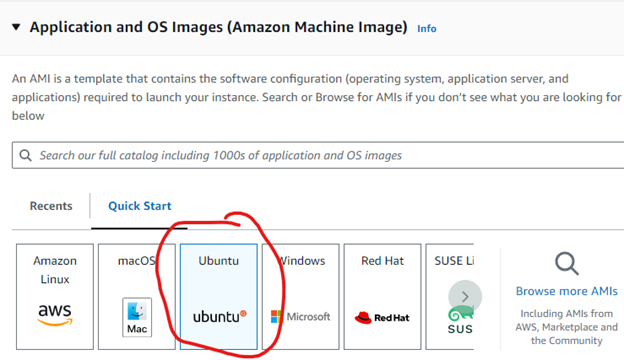 Application and OS Images (Amazon Machine Image) Info
An AMI is a template that contains the software configuration (operating system, application server, and
applications) required to launch your instance. Search or Browse for AMIs if you don't see what you are looking for
below
Search our full catalog including 1000s of application and OS images
Recents
Quick Start
Amazon
Linux
aws
macOS
Mac
Ubuntu
ubuntu
Windows
Microsoft
Red Hat
Red Hat
SUSE Li
SUS
Browse more AMIs
Including AMIs from
AWS, Marketplace and
the Community